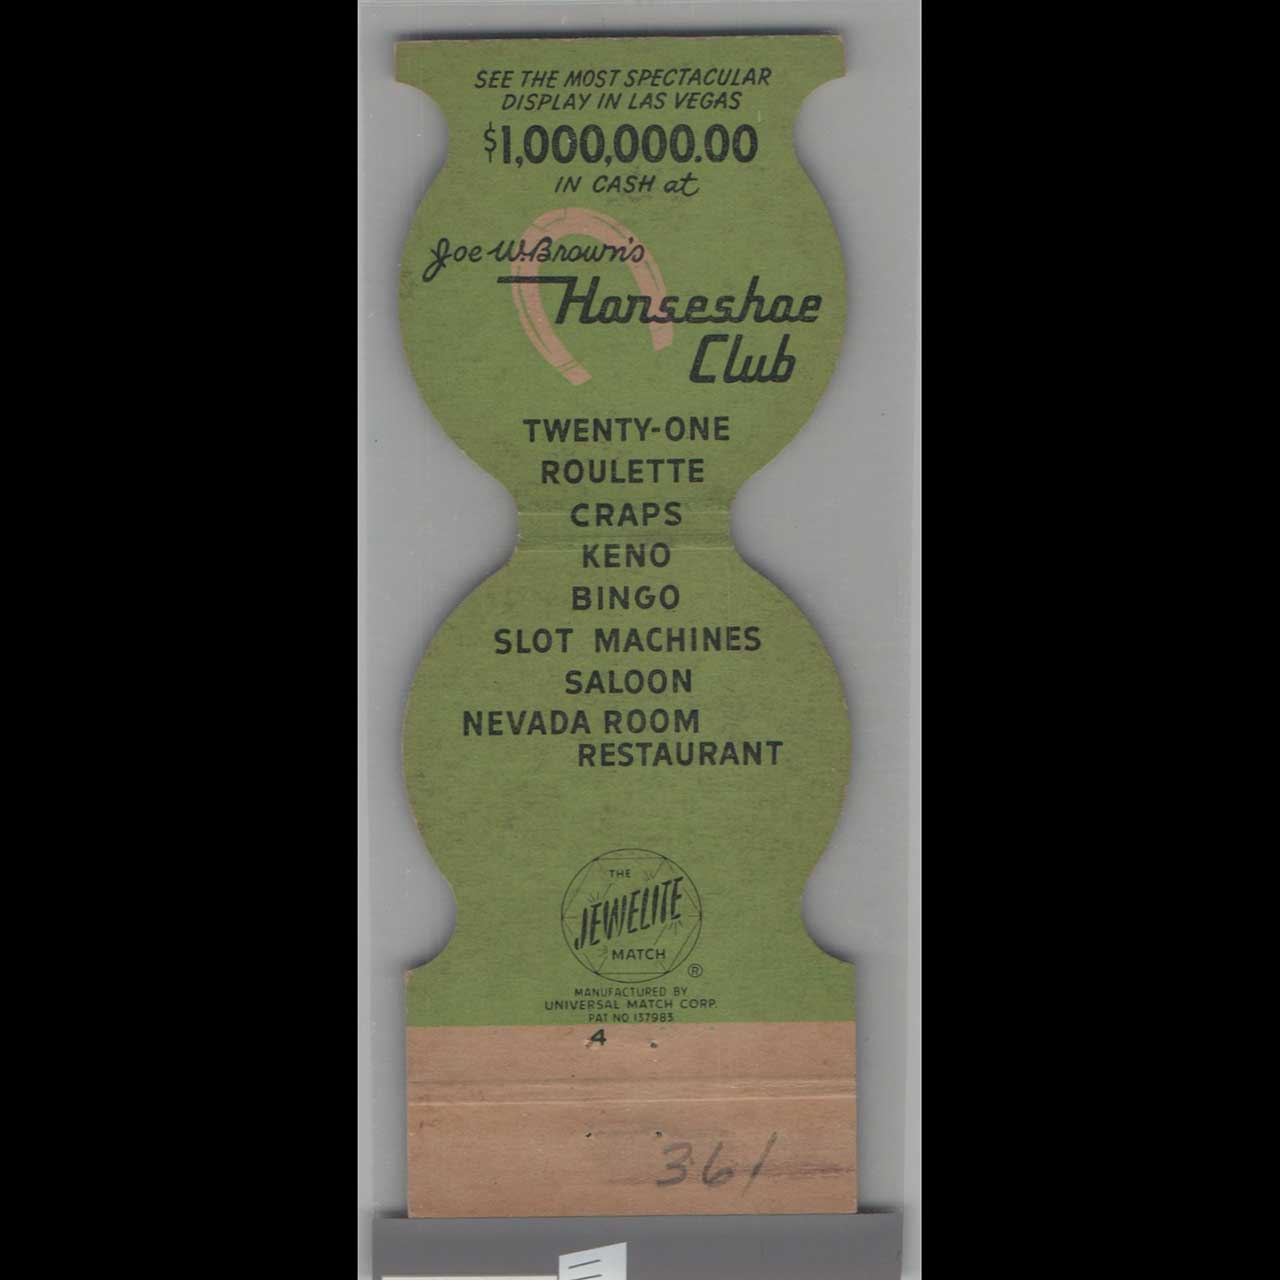 SEE THE MOST SPECTACULAR
DISPLAY IN LAS VEGAS
$1,000,000.00
IN CASH at
Joe W. Brown's
Horseshoe
Club
TWENTY-ONE
ROULETTE
CRAPS
KENO
BINGO
SLOT MACHINES
SALOON
NEVADA ROOM
RESTAURANT
THE
JEWELITE
MATCH
®
MANUFACTURED BY
UNIVERSAL MATCH CORP.
PAT NO 137983
4
361